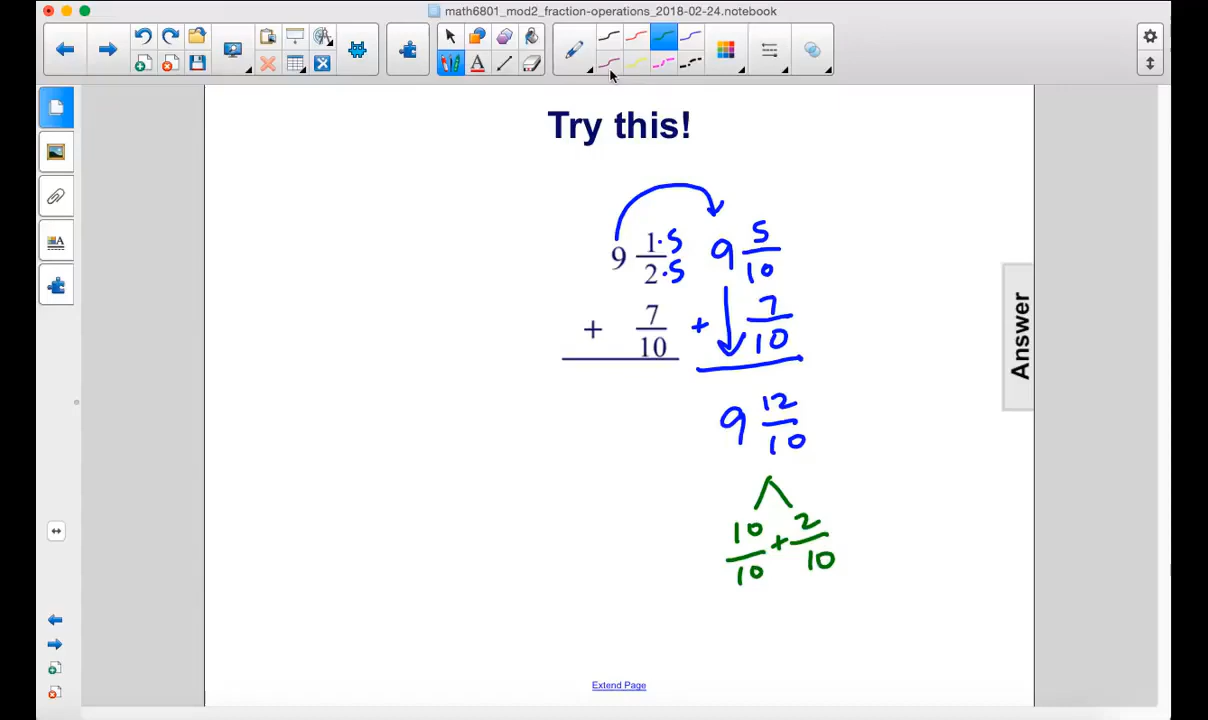 math6801_mod2_fraction-operations_2018-02-24.notebook
A
Try this!
9 1·5/2·5 9 5/10
+ 7/10 + 7/10
9 12/10
10/10 + 2/10
Answer
Extend Page